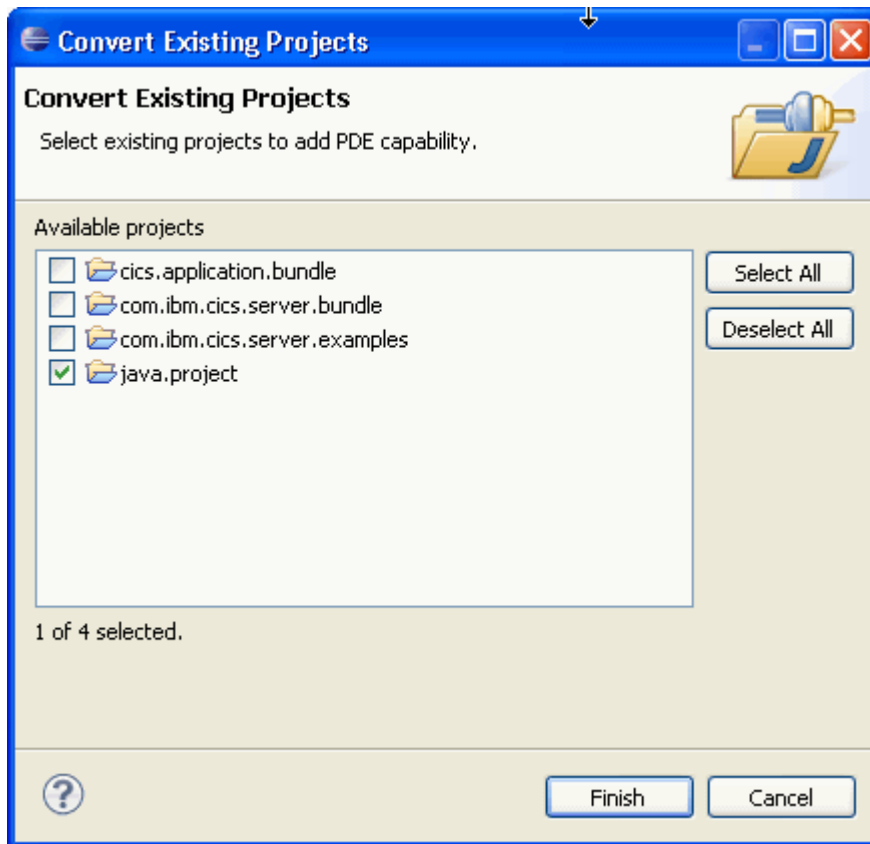 Convert Existing Projects
Convert Existing Projects
Select existing projects to add PDE capability.
Available projects
cics.application.bundle
com.ibm.cics.server.bundle
com.ibm.cics.server.examples
java.project
Select All
Deselect All
1 of 4 selected.
?
Finish
Cancel